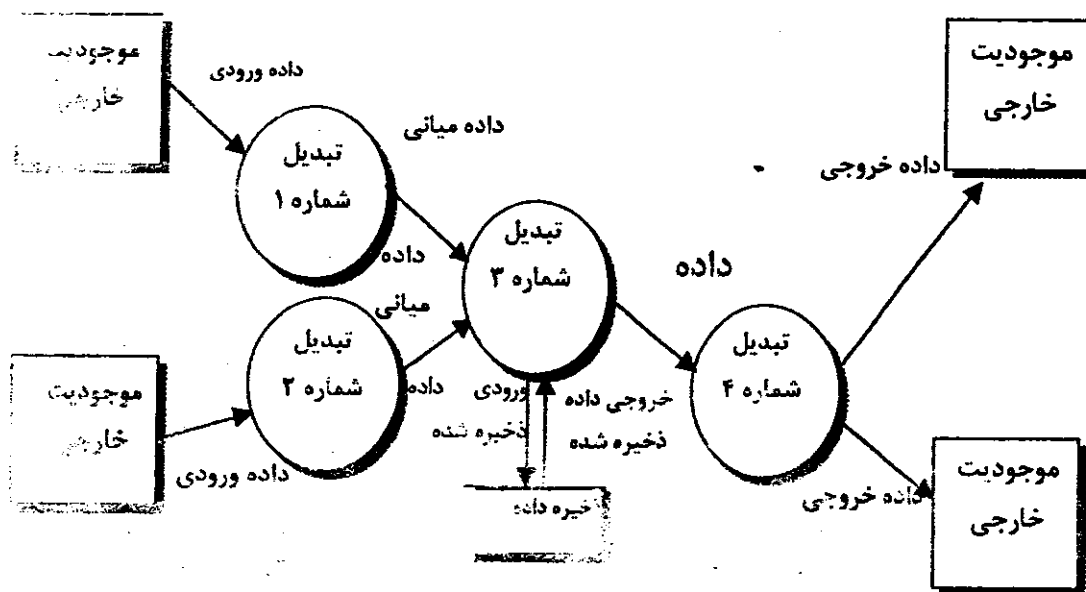 موجودیت
خارجی
داده ورودی
تبدیل
شماره ۱
داده میانی
موجودیت
خارجی
داده خروجی
تبدیل
شماره ۳
داده
میانی
داده
تبدیل
شماره ۲
موجودیت
خارجی
داده ورودی
داده ورودی
ذخیره شده
خروجی داده
ذخیره شده
تبدیل
شماره ۴
داده خروجی
موجودیت
خارجی
ذخیره داده